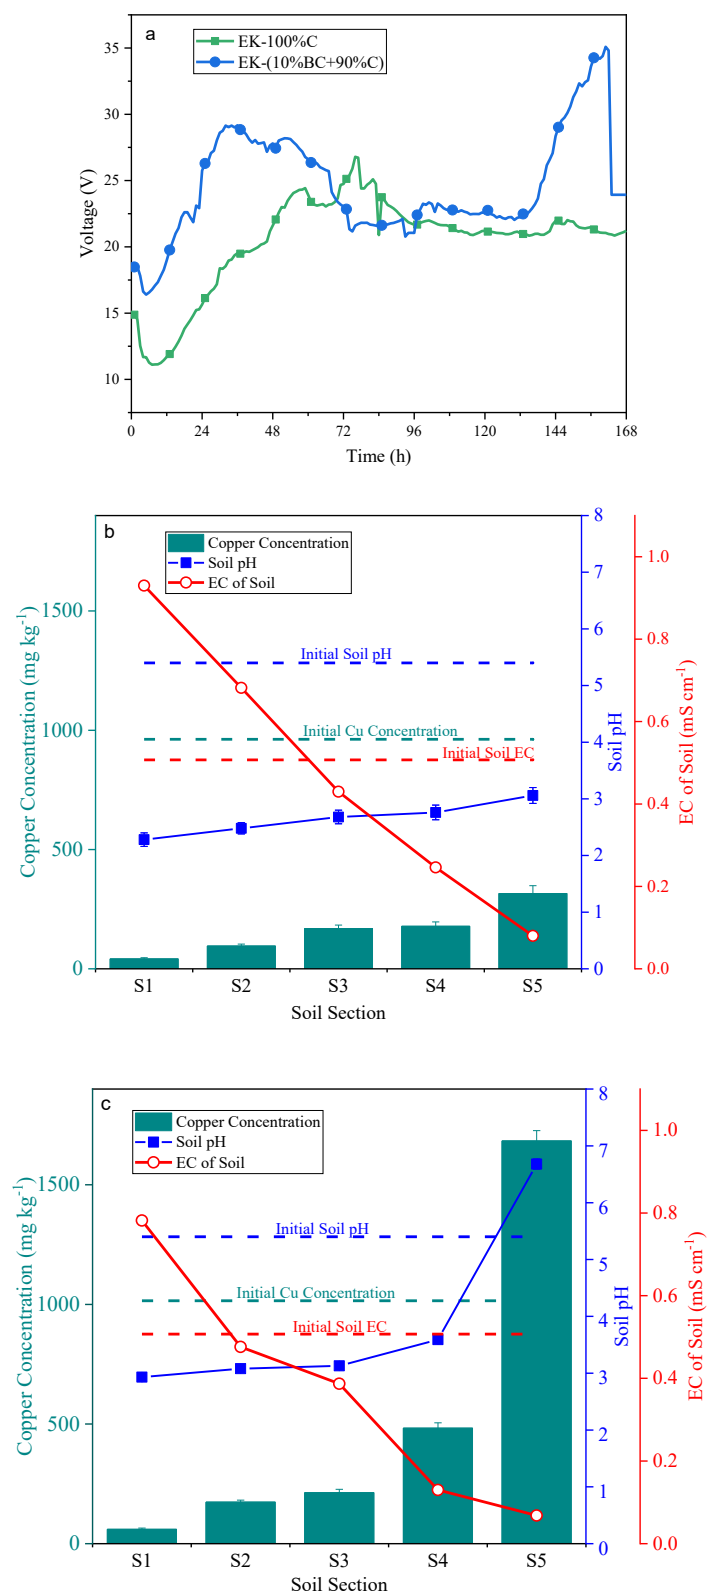 a
EK-100%C
EK-(10%BC+90%C)
35
30
25
20
15
10
Voltage (V)
0
24
48
72
96
120
144
168
Time (h)
b
Copper Concentration
Soil pH
EC of Soil
Initial Soil pH
Initial Cu Concentration
Initial Soil EC
1500
1000
500
0
Copper Concentration (mg kg-1)
8
7
6
5
4
3
2
1
0
Soil pH
1.0
0.8
0.6
0.4
0.2
0.0
EC of Soil (mS cm-1)
S1
S2
S3
S4
S5
Soil Section
c
Copper Concentration
Soil pH
EC of Soil
Initial Soil pH
Initial Cu Concentration
Initial Soil EC
1500
1000
500
0
Copper Concentration (mg kg-1)
8
7
6
5
4
3
2
1
0
Soil pH
1.0
0.8
0.6
0.4
0.2
0.0
EC of Soil (mS cm-1)
S1
S2
S3
S4
S5
Soil Section